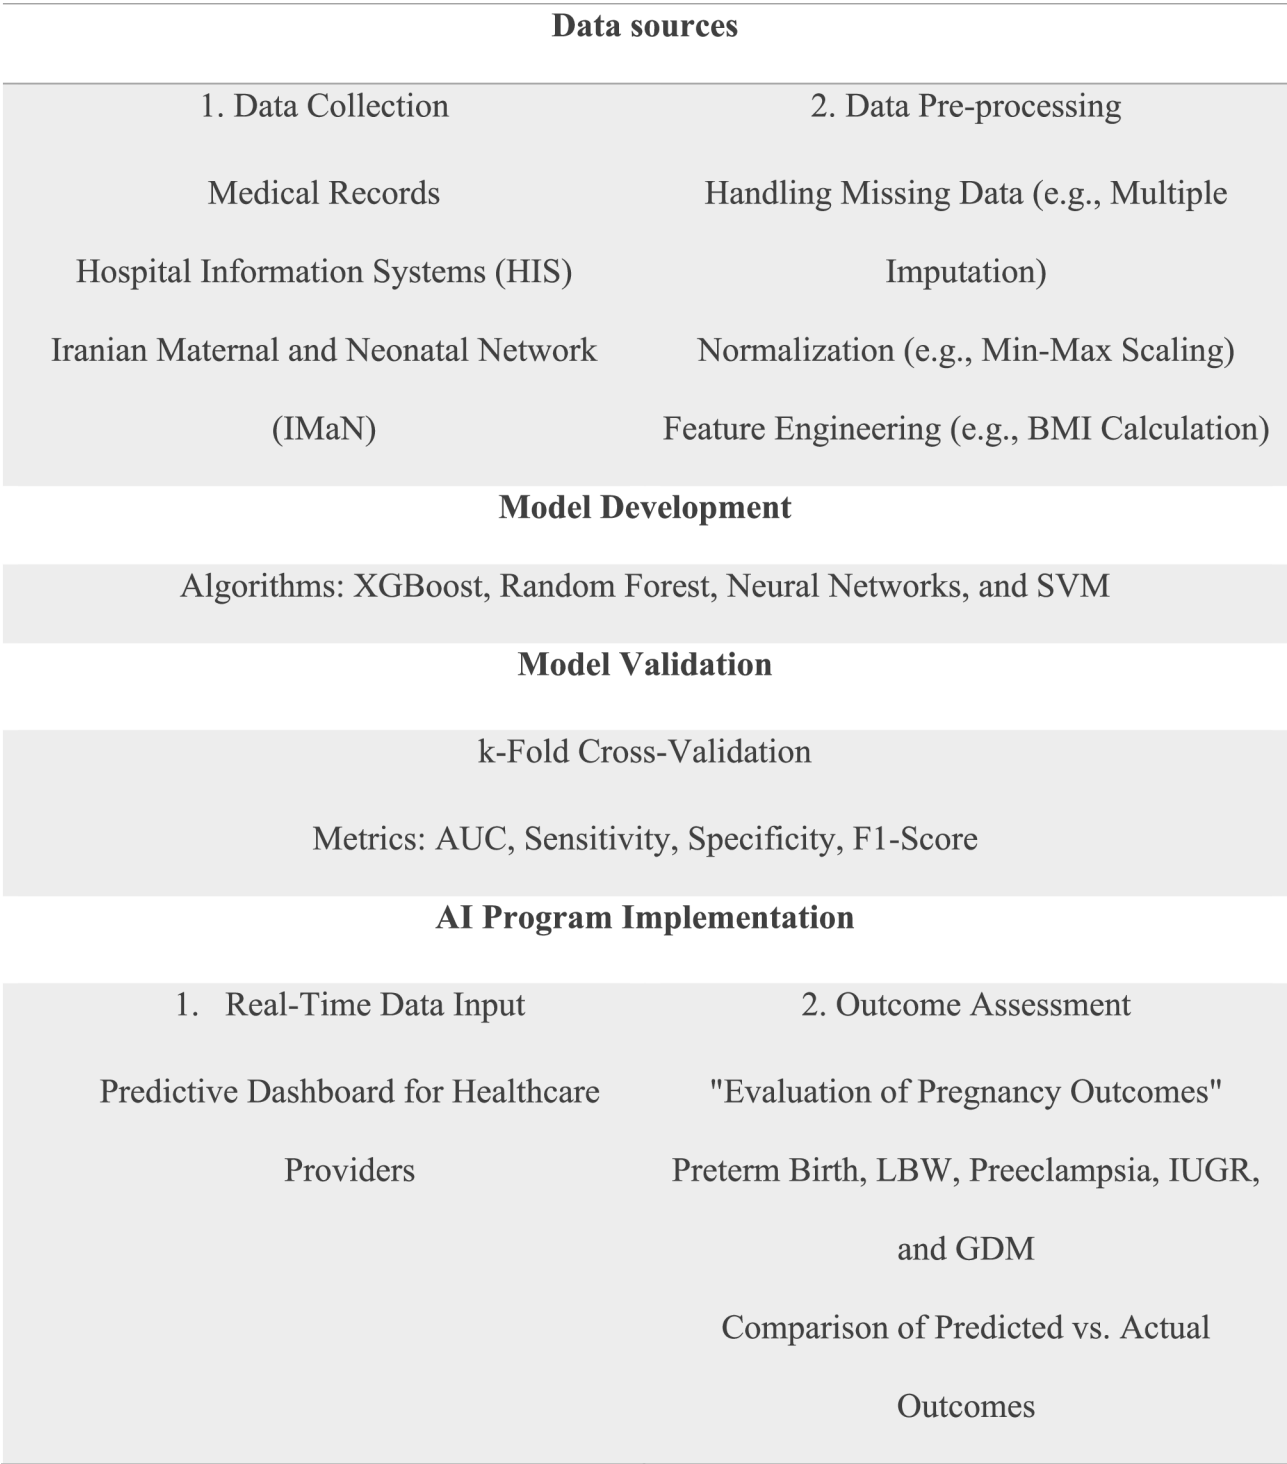 Data sources
1. Data Collection
Medical Records
Hospital Information Systems (HIS)
Iranian Maternal and Neonatal Network
(IMaN)
2. Data Pre-processing
Handling Missing Data (e.g., Multiple
Imputation)
Normalization (e.g., Min-Max Scaling)
Feature Engineering (e.g., BMI Calculation)
Model Development
Algorithms: XGBoost, Random Forest, Neural Networks, and SVM
Model Validation
k-Fold Cross-Validation
Metrics: AUC, Sensitivity, Specificity, F1-Score
AI Program Implementation
1. Real-Time Data Input
Predictive Dashboard for Healthcare
Providers
2. Outcome Assessment
"Evaluation of Pregnancy Outcomes"
Preterm Birth, LBW, Preeclampsia, IUGR,
and GDM
Comparison of Predicted vs. Actual
Outcomes